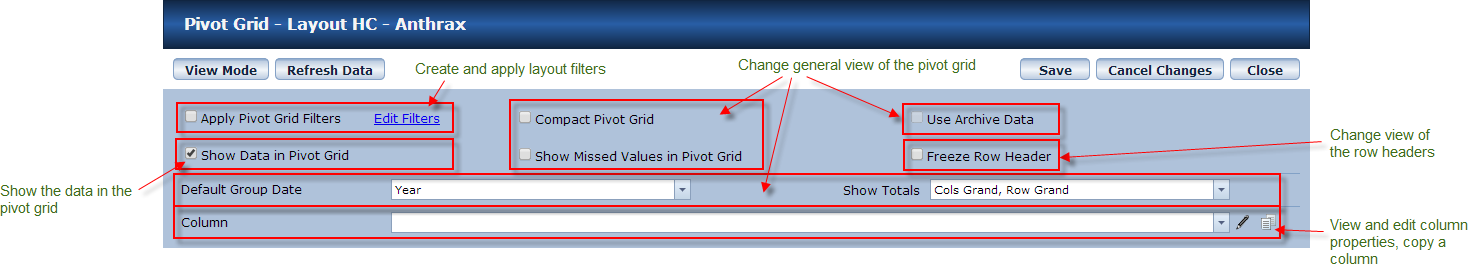 Pivot Grid - Layout HC - Anthrax
View Mode Refresh Data Create and apply layout filters Change general view of the pivot grid Save Cancel Changes Close
Apply Pivot Grid Filters Edit Filters Compact Pivot Grid Use Archive Data
Show Data in Pivot Grid Show Missed Values in Pivot Grid Freeze Row Header
Change view of
the row headers
Show the data in the
pivot grid
Default Group Date Year Show Totals Cols Grand, Row Grand
Column
View and edit column
properties, copy a
column